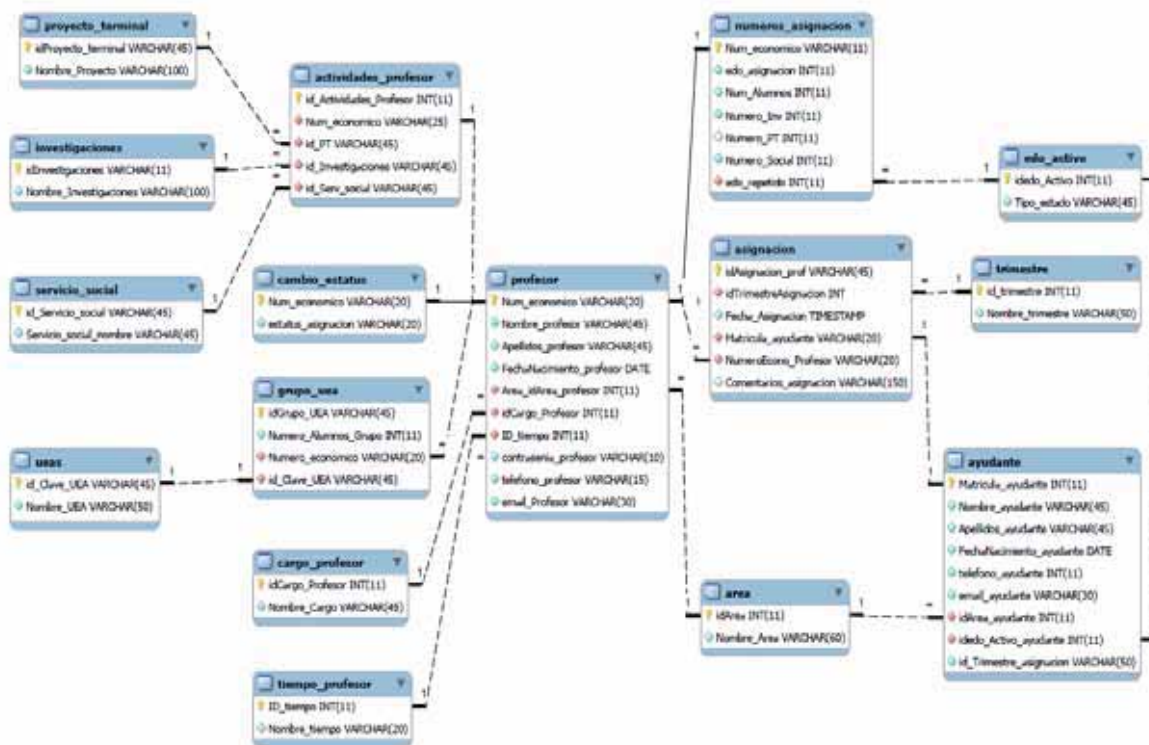 proyecto_terminal
idProyecto_terminal VARCHAR(45)
Nombre_Proyecto VARCHAR(100)
investigaciones
idInvestigaciones VARCHAR(11)
Nombre_Investigaciones VARCHAR(100)
servicio_social
id_Servicio_social VARCHAR(45)
Servicio_social_nombre VARCHAR(45)
ueas
id_Clave_UEA VARCHAR(45)
Nombre_UEA VARCHAR(50)
actividades_profesor
id_Actividades_Profesor INT(11)
Num_economico VARCHAR(25)
id_PT VARCHAR(45)
id_Investigaciones VARCHAR(45)
id_Serv_social VARCHAR(45)
cambio_estatus
Num_economico VARCHAR(20)
estatus_asignacion VARCHAR(20)
grupo_uea
idGrupo_UEA VARCHAR(45)
Numero_Alumnos_Grupo INT(11)
Numero_economico VARCHAR(20)
id_Clave_UEA VARCHAR(45)
cargo_profesor
idCargo_Profesor INT(11)
Nombre_Cargo VARCHAR(45)
tiempo_profesor
ID_tiempo INT(11)
Nombre_tiempo VARCHAR(20)
profesor
Num_economico VARCHAR(20)
Nombre_profesor VARCHAR(45)
Apellidos_profesor VARCHAR(45)
FechaNacimiento_profesor DATE
Area_idArea_profesor INT(11)
idCargo_Profesor INT(11)
ID_tiempo INT(11)
contrasenia_profesor VARCHAR(10)
telefono_profesor VARCHAR(15)
email_Profesor VARCHAR(30)
numeros_asignacion
Num_economico VARCHAR(11)
edo_asignacion INT(11)
Num_Alumnos INT(11)
Numero_Inv INT(11)
Numero_PT INT(11)
Numero_Social INT(11)
edo_repetido INT(11)
asignacion
idAsignacion_prof VARCHAR(45)
idTrimestreAsignacion INT
Fecha_Asignacion TIMESTAMP
Matricula_ayudante VARCHAR(20)
NumeroEcono_Profesor VARCHAR(20)
Comentarios_asignacion VARCHAR(150)
area
idArea INT(11)
Nombre_Area VARCHAR(60)
edo_activo
idedo_Activo INT(11)
Tipo_estado VARCHAR(45)
trimestre
id_trimestre INT(11)
Nombre_trimestre VARCHAR(50)
ayudante
Matricula_ayudante INT(11)
Nombre_ayudante VARCHAR(45)
Apellidos_ayudante VARCHAR(45)
FechaNacimiento_ayudante DATE
telefono_ayudante INT(11)
email_ayudante VARCHAR(30)
idArea_ayudante INT(11)
idedo_Activo_ayudante INT(11)
id_Trimestre_asignacion VARCHAR(50)